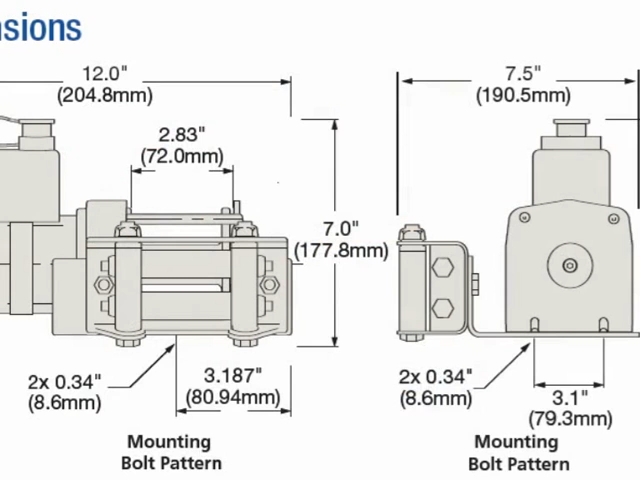 nsions
12.0"
(204.8mm)
2.83"
(72.0mm)
7.0"
(177.8mm)
2x 0.34"
(8.6mm)
3.187"
(80.94mm)
Mounting
Bolt Pattern
7.5"
(190.5mm)
2x 0.34"
(8.6mm)
3.1"
(79.3mm)
Mounting
Bolt Pattern